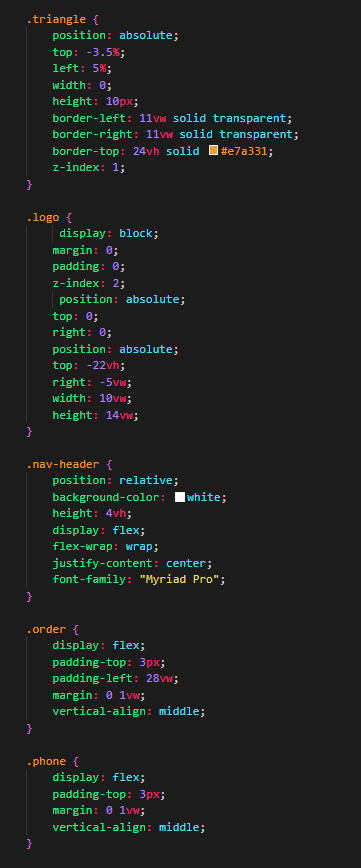 .triangle {
    position: absolute;
    top: -3.5%;
    left: 5%;
    width: 0;
    height: 10px;
    border-left: 11vw solid transparent;
    border-right: 11vw solid transparent;
    border-top: 24vh solid #e7a331;
    z-index: 1;
}

.logo {
     display: block;
    margin: 0;
    padding: 0;
    z-index: 2;
     position: absolute;
    top: 0;
    right: 0;
    position: absolute;
    top: -22vh;
    right: -5vw;
    width: 10vw;
    height: 14vw;
}

.nav-header {
    position: relative;
    background-color: white;
    height: 4vh;
    display: flex;
    flex-wrap: wrap;
    justify-content: center;
    font-family: "Myriad Pro";
}

.order {
    display: flex;
    padding-top: 3px;
    padding-left: 28vw;
    margin: 0 1vw;
    vertical-align: middle;
}

.phone {
    display: flex;
    padding-top: 3px;
    margin: 0 1vw;
    vertical-align: middle;
}